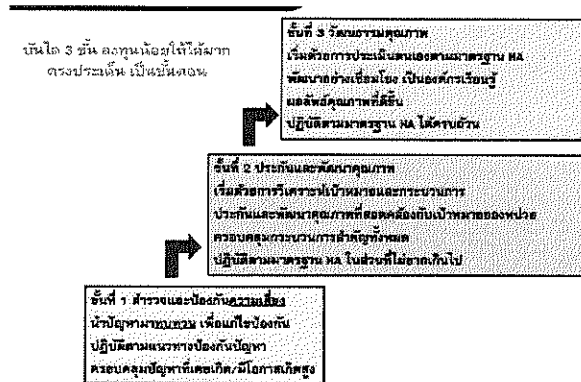 บันได 3 ขั้น ลงทุนน้อยให้ได้มาก
ตรงประเด็น เป็นขั้นตอน
ขั้นที่ 3 วัฒนธรรมคุณภาพ
เริ่มด้วยการประเมินตนเองตามมาตรฐาน HA
พัฒนาอย่างเชื่อมโยง เป็นองค์กรเรียนรู้
ผลลัพธ์คุณภาพที่ดีขึ้น
ปฏิบัติตามมาตรฐาน HA ได้ครบถ้วน
ขั้นที่ 2 ประกันและพัฒนาคุณภาพ
เริ่มด้วยการวิเคราะห์เป้าหมายและกระบวนการ
ประกันและพัฒนาคุณภาพที่สอดคล้องกับเป้าหมายของหน่วย
ครอบคลุมกระบวนการสำคัญทั้งหมด
ปฏิบัติตามมาตรฐาน HA ในส่วนที่ไม่ยากเกินไป
ขั้นที่ 1 สำรวจและป้องกันความเสี่ยง
นำปัญหามาทบทวน เพื่อแก้ไขป้องกัน
ปฏิบัติตามแนวทางป้องกันปัญหา
ครอบคลุมปัญหาที่เคยเกิด/มีโอกาสเกิดสูง